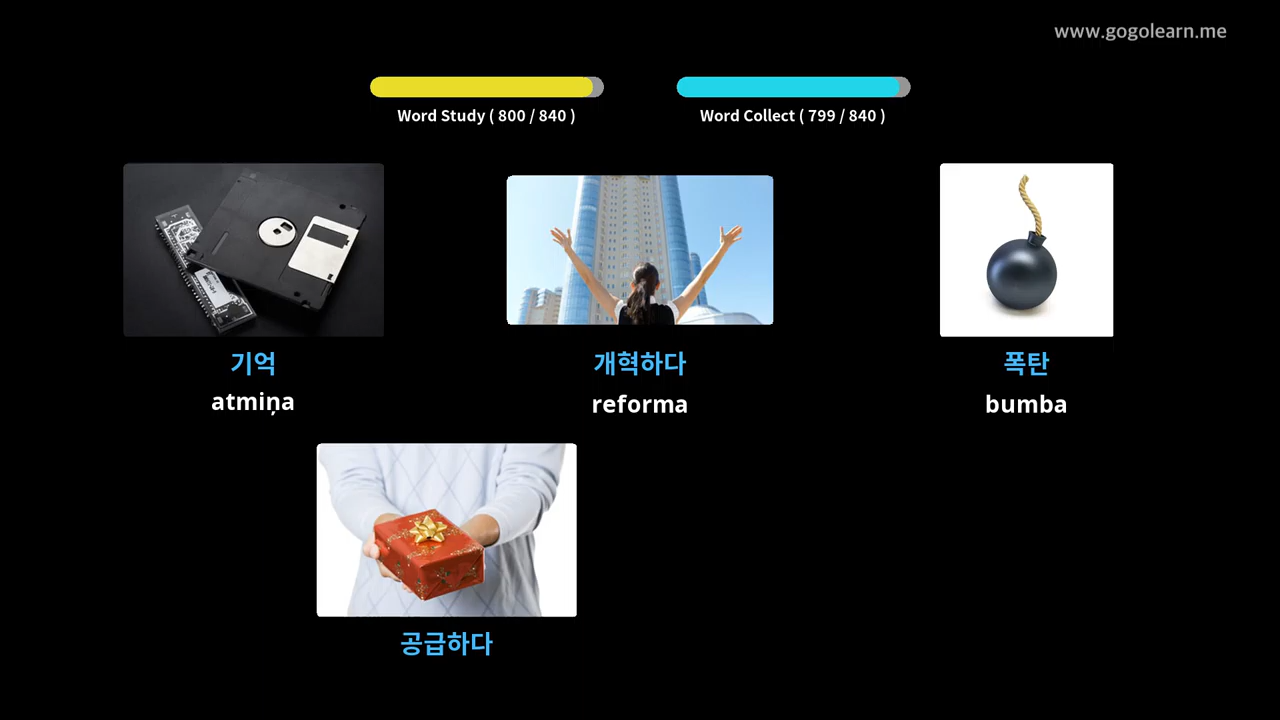 www.gogolearn.me
Word Study ( 800 / 840 )
Word Collect ( 799 / 840 )
기억
atmiņa
개혁하다
reforma
폭탄
bumba
공급하다